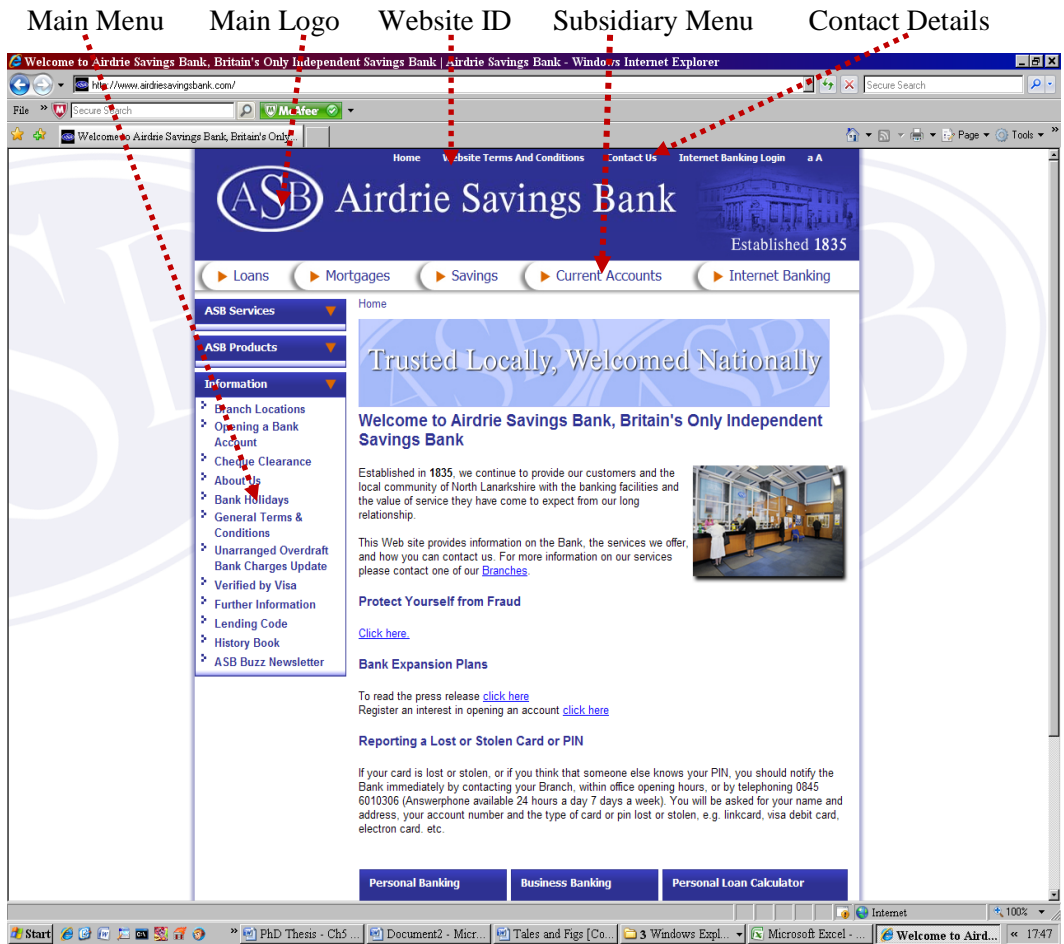 Main Menu Main Logo Website ID Subsidiary Menu Contact Details
Welcome to Airdrie Savings Bank, Britain's Only Independent Savings Bank | Airdrie Savings Bank - Windows Internet Explorer
http://www.airdriesavingsbank.com/
Secure Search
File » Secure Search McAfee
Welcome to Airdrie Savings Bank, Britain's Only...
Page Tools »
Home Website Terms And Conditions Contact Us Internet Banking Login a A
ASB Airdrie Savings Bank
Established 1835
Loans Mortgages Savings Current Accounts Internet Banking
ASB Services
ASB Products
Information
Branch Locations
Opening a Bank
Account
Cheque Clearance
About Us
Bank Holidays
General Terms &
Conditions
Unarranged Overdraft
Bank Charges Update
Verified by Visa
Further Information
Lending Code
History Book
ASB Buzz Newsletter
Home
Trusted Locally, Welcomed Nationally
Welcome to Airdrie Savings Bank, Britain's Only Independent
Savings Bank
Established in 1835, we continue to provide our customers and the
local community of North Lanarkshire with the banking facilities and
the value of service they have come to expect from our long
relationship.
This Web site provides information on the Bank, the services we offer,
and how you can contact us. For more information on our services
please contact one of our Branches.
Protect Yourself from Fraud
Click here.
Bank Expansion Plans
To read the press release click here
Register an interest in opening an account click here
Reporting a Lost or Stolen Card or PIN
If your card is lost or stolen, or if you think that someone else knows your PIN, you should notify the
Bank immediately by contacting your Branch, within office opening hours, or by telephoning 0845
6010306 (Answerphone available 24 hours a day 7 days a week). You will be asked for your name and
address, your account number and the type of card or pin lost or stolen, e.g. linkcard, visa debit card,
electron card. etc.
Personal Banking Business Banking Personal Loan Calculator
Internet 100%
Start » PhD Thesis - Ch5 ... Document2 - Micr... Tales and Figs [Co... 3 Windows Expl... Microsoft Excel - ... Welcome to Aird... « 17:47